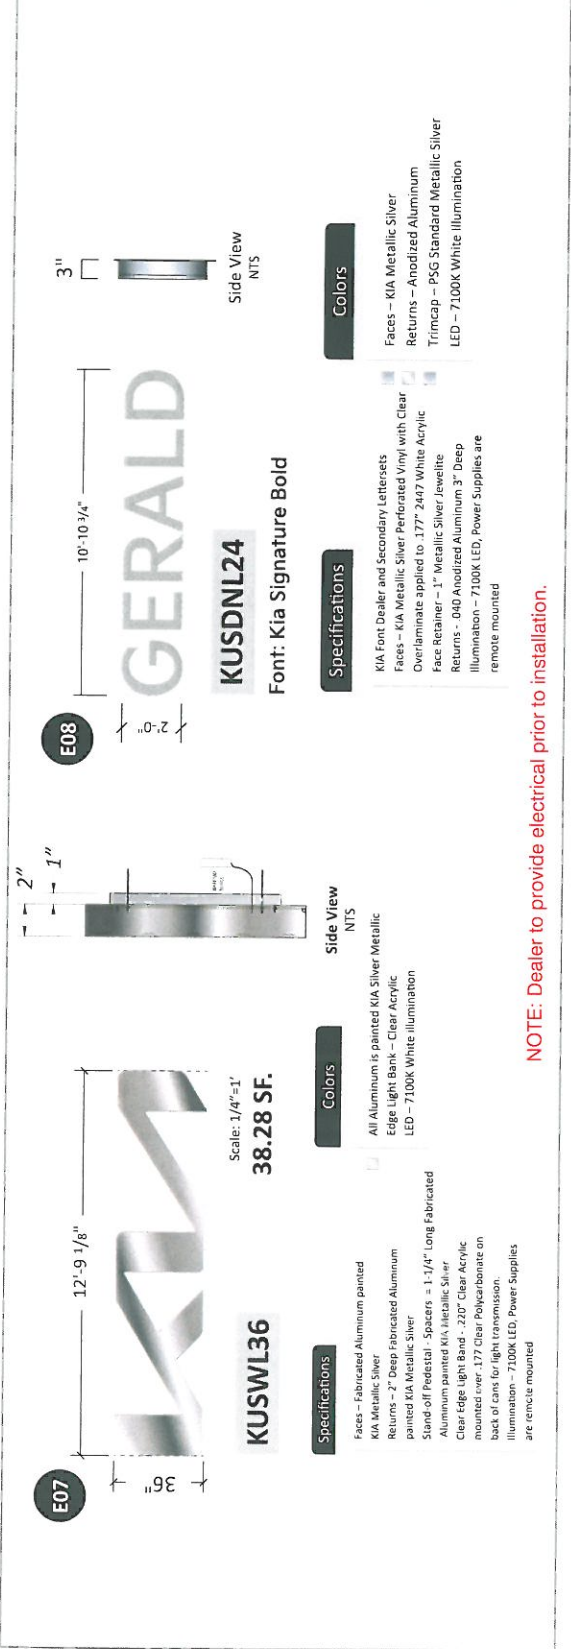 E07
12'-9 1/8"
36"
KIA
2"
1"
Side View
NTS
KUSWL36
Scale: 1/4"=1'
38.28 SF.
Specifications
Faces – Fabricated Aluminum painted
KIA Metallic Silver
Returns – 2" Deep Fabricated Aluminum
painted KIA Metallic Silver
Stand-off Pedestal - Spacers = 1-1/4" Long Fabricated
Aluminum painted KIA Metallic Silver
Clear Edge Light Band - .220" Clear Acrylic
mounted over .177 Clear Polycarbonate on
back of cans for light transmission.
Illumination – 7100K LED, Power Supplies
are remote mounted
Colors
All Aluminum is painted KIA Silver Metallic
Edge Light Bank – Clear Acrylic
LED – 7100K White Illumination
E08
10'-10 3/4"
2'-0"
GERALD
3"
Side View
NTS
KUSDNL24
Font: Kia Signature Bold
Specifications
KIA Font Dealer and Secondary Lettersets
Faces – KIA Metallic Silver Perforated Vinyl with Clear
Overlaminate applied to .177" 2447 White Acrylic
Face Retainer – 1" Metallic Silver Jewelite
Returns - .040 Anodized Aluminum 3" Deep
Illumination – 7100K LED, Power Supplies are
remote mounted
Colors
Faces – KIA Metallic Silver
Returns – Anodized Aluminum
Trimcap – PSG Standard Metallic Silver
LED – 7100K White Illumination
NOTE: Dealer to provide electrical prior to installation.